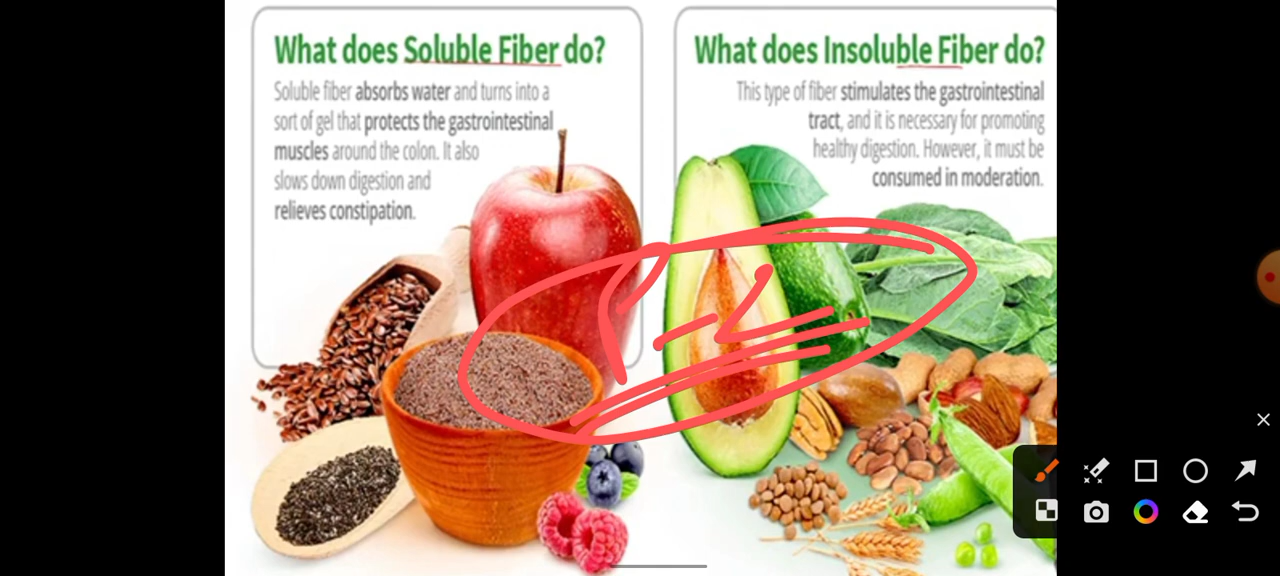 What does Soluble Fiber do?
Soluble fiber absorbs water and turns into a
sort of gel that protects the gastrointestinal
muscles around the colon. It also
slows down digestion and
relieves constipation.
What does Insoluble Fiber do?
This type of fiber stimulates the gastrointestinal
tract, and it is necessary for promoting
healthy digestion. However, it must be
consumed in moderation.